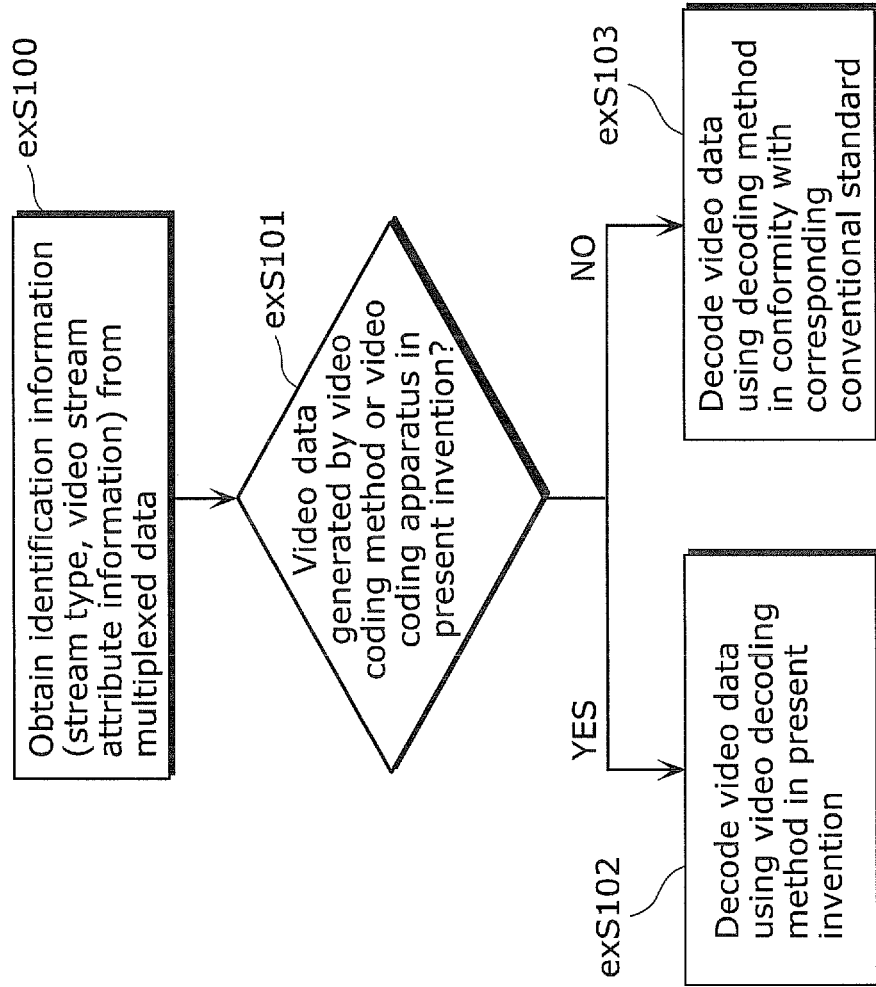 exS100
Obtain identification information
(stream type, video stream
attribute information) from
multiplexed data
exS101
Video data
generated by video
coding method or video
coding apparatus in
present invention?
YES
NO
exS102
Decode video data
using video decoding
method in present
invention
exS103
Decode video data
using decoding method
in conformity with
corresponding
conventional standard